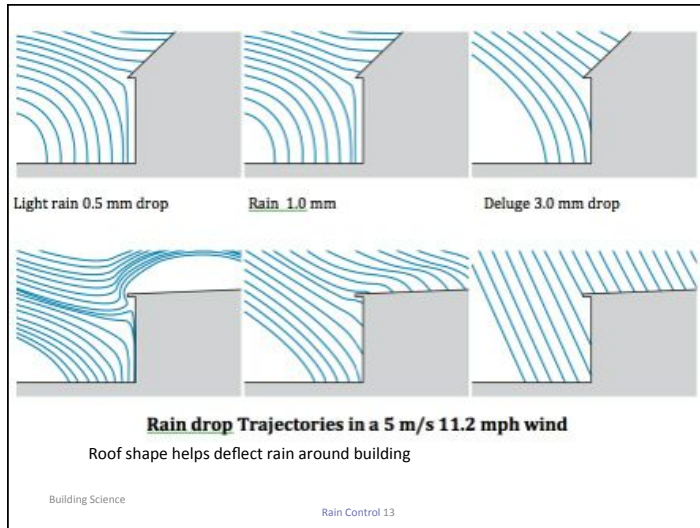 Light rain 0.5 mm drop
Rain 1.0 mm
Deluge 3.0 mm drop
Rain drop Trajectories in a 5 m/s 11.2 mph wind
Roof shape helps deflect rain around building
Building Science
Rain Control 13